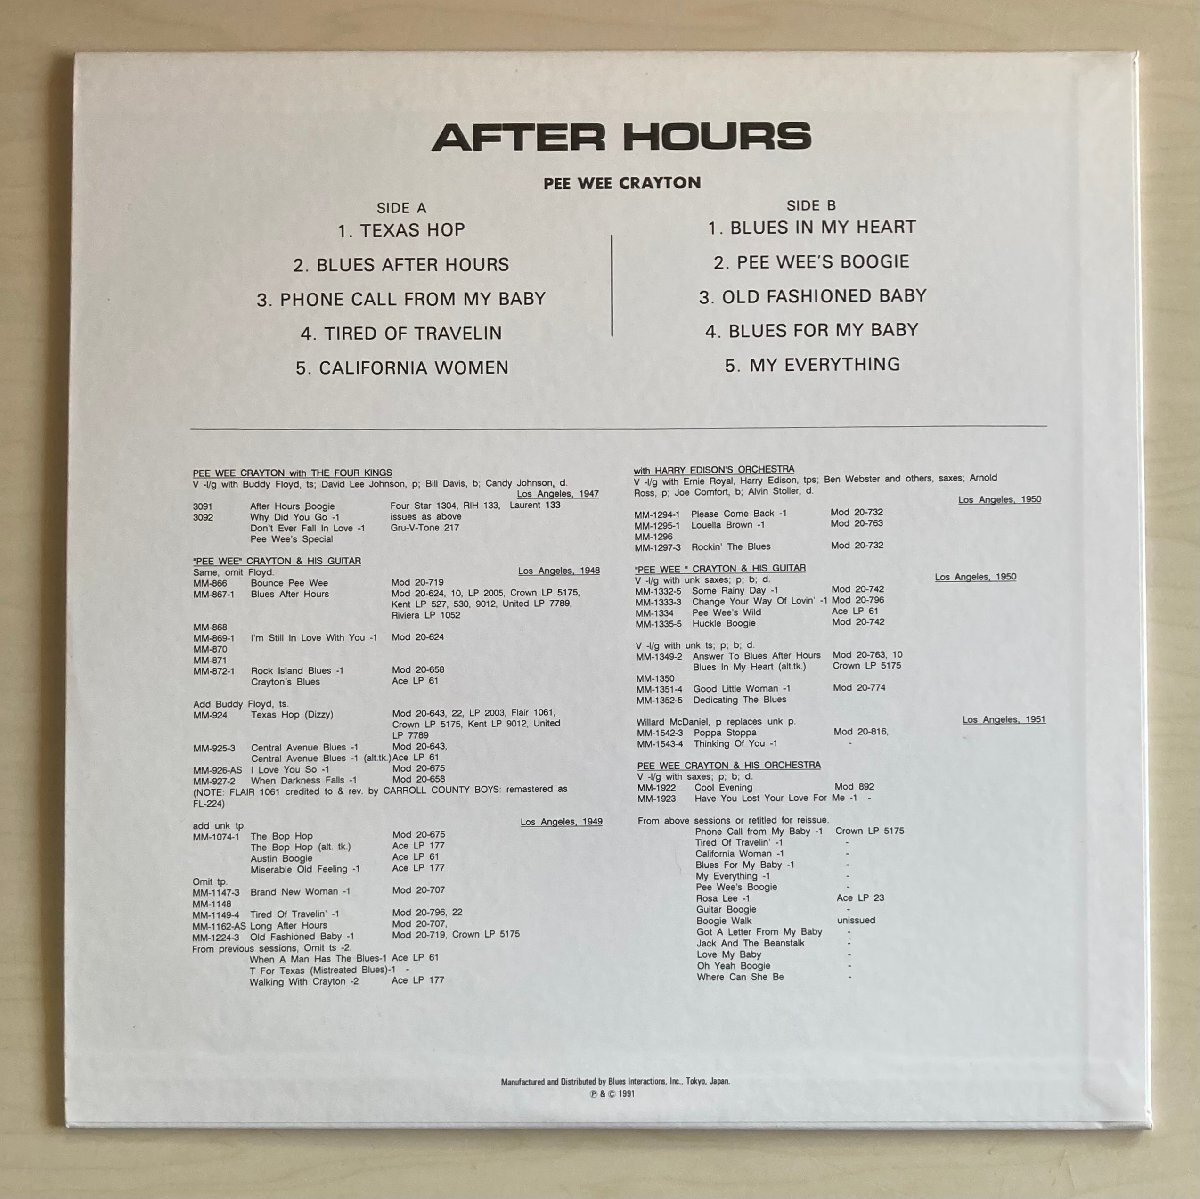 AFTER HOURS
PEE WEE CRAYTON
SIDE A
1. TEXAS HOP
2. BLUES AFTER HOURS
3. PHONE CALL FROM MY BABY
4. TIRED OF TRAVELIN
5. CALIFORNIA WOMEN
SIDE B
1. BLUES IN MY HEART
2. PEE WEE'S BOOGIE
3. OLD FASHIONED BABY
4. BLUES FOR MY BABY
5. MY EVERYTHING
PEE WEE CRAYTON with THE FOUR KINGS
V -1/g with Buddy Floyd, ts; David Lee Johnson, p; Bill Davis, b; Candy Johnson, d.
Los Angeles, 1947
3091 After Hours Boogie Four Star 1304, RIH 133, Laurent 133
3092 Why Did You Go -1 issues as above
Don't Ever Fall In Love -1 Gru-V-Tone 217
Pee Wee's Special
"PEE WEE" CRAYTON & HIS GUITAR
Same, omit Floyd. Los Angeles, 1948
MM-866 Bounce Pee Wee Mod 20-719
MM-867-1 Blues After Hours Mod 20-624, 10, LP 2005, Crown LP 5175,
Kent LP 527, 530, 9012, United LP 7789,
Riviera LP 1052
MM-868
MM-869-1 I'm Still In Love With You -1 Mod 20-624
MM-870
MM-871
MM-872-1 Rock Island Blues -1 Mod 20-658
Crayton's Blues Ace LP 61
Add Buddy Floyd, ts.
MM-924 Texas Hop (Dizzy) Mod 20-643, 22, LP 2003, Flair 1061,
Crown LP 5175, Kent LP 9012, United
LP 7789
MM-925-3 Central Avenue Blues -1 Mod 20-643,
Central Avenue Blues -1 (alt.tk.) Ace LP 61
MM-926-AS I Love You So -1 Mod 20-675
MM-927-2 When Darkness Falls -1 Mod 20-658
(NOTE: FLAIR 1061 credited to & rev. by CARROLL COUNTY BOYS: remastered as
FL-224)
add unk tp Los Angeles, 1949
MM-1074-1 The Bop Hop Mod 20-675
The Bop Hop (alt. tk.) Ace LP 177
Austin Boogie Ace LP 61
Miserable Old Feeling -1 Ace LP 177
Omit tp.
MM-1147-3 Brand New Woman -1 Mod 20-707
MM-1148
MM-1149-4 Tired Of Travelin' -1 Mod 20-796, 22
MM-1162-AS Long After Hours Mod 20-707,
MM-1224-3 Old Fashioned Baby -1 Mod 20-719, Crown LP 5175
From previous sessions, Omit ts -2.
When A Man Has The Blues-1 Ace LP 61
T For Texas (Mistreated Blues)-1 -
Walking With Crayton -2 Ace LP 177
with HARRY EDISON'S ORCHESTRA
V -1/g with Ernie Royal, Harry Edison, tps; Ben Webster and others, saxes; Arnold
Ross, p; Joe Comfort, b; Alvin Stoller, d.
Los Angeles, 1950
MM-1294-1 Please Come Back -1 Mod 20-732
MM-1295-1 Louella Brown -1 Mod 20-763
MM-1296
MM-1297-3 Rockin' The Blues Mod 20-732
"PEE WEE " CRAYTON & HIS GUITAR
V -1/g with unk saxes; p; b; d. Los Angeles, 1950
MM-1332-5 Some Rainy Day -1 Mod 20-742
MM-1333-3 Change Your Way Of Lovin' -1 Mod 20-796
MM-1334 Pee Wee's Wild Ace LP 61
MM-1335-5 Huckle Boogie Mod 20-742
V -1/g with unk ts; p, b; d.
MM-1349-2 Answer To Blues After Hours Mod 20-763, 10
Blues In My Heart (alt.tk.) Crown LP 5175
MM-1350
MM-1351-4 Good Little Woman -1 Mod 20-774
MM-1352-5 Dedicating The Blues
Willard McDaniel, p replaces unk p. Los Angeles, 1951
MM-1542-3 Poppa Stoppa Mod 20-816,
MM-1543-4 Thinking Of You -1 -
PEE WEE CRAYTON & HIS ORCHESTRA
V -1/g with saxes; p; b; d.
MM-1922 Cool Evening Mod 892
MM-1923 Have You Lost Your Love For Me -1 -
From above sessions or retitled for reissue.
Phone Call from My Baby -1 Crown LP 5175
Tired Of Travelin' -1 -
California Woman -1 -
Blues For My Baby -1 -
My Everything -1 -
Pee Wee's Boogie -
Rosa Lee -1 Ace LP 23
Guitar Boogie -
Boogie Walk unissued
Got A Letter From My Baby -
Jack And The Beanstalk -
Love My Baby -
Oh Yeah Boogie -
Where Can She Be -
Manufactured and Distributed by Blues Interactions, Inc., Tokyo, Japan.
℗ & © 1991